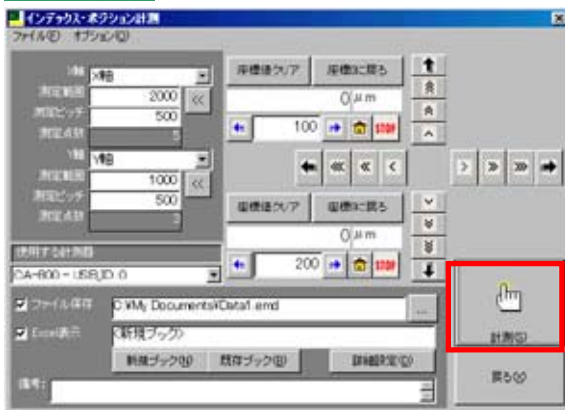 インデックス・ポジション計測
ファイル(F) オプション(O)
X軸 X軸
測定範囲 2000 <<
測定ピッチ 500
測定点数 5
Y軸 Y軸
測定範囲 1000 <<
測定ピッチ 500
測定点数 3
座標値クリア 座標0に戻る
0 μm
100 STOP
座標値クリア 座標0に戻る
0 μm
200 STOP
使用する計測器
CA-800 - USB,ID 0
ファイル保存 C:¥My Documents¥Data1.emd ...
Excel表示 <新規ブック>
新規ブック(N) 既存ブック(B) 詳細設定(O)
備考:
計測(S)
戻る(X)